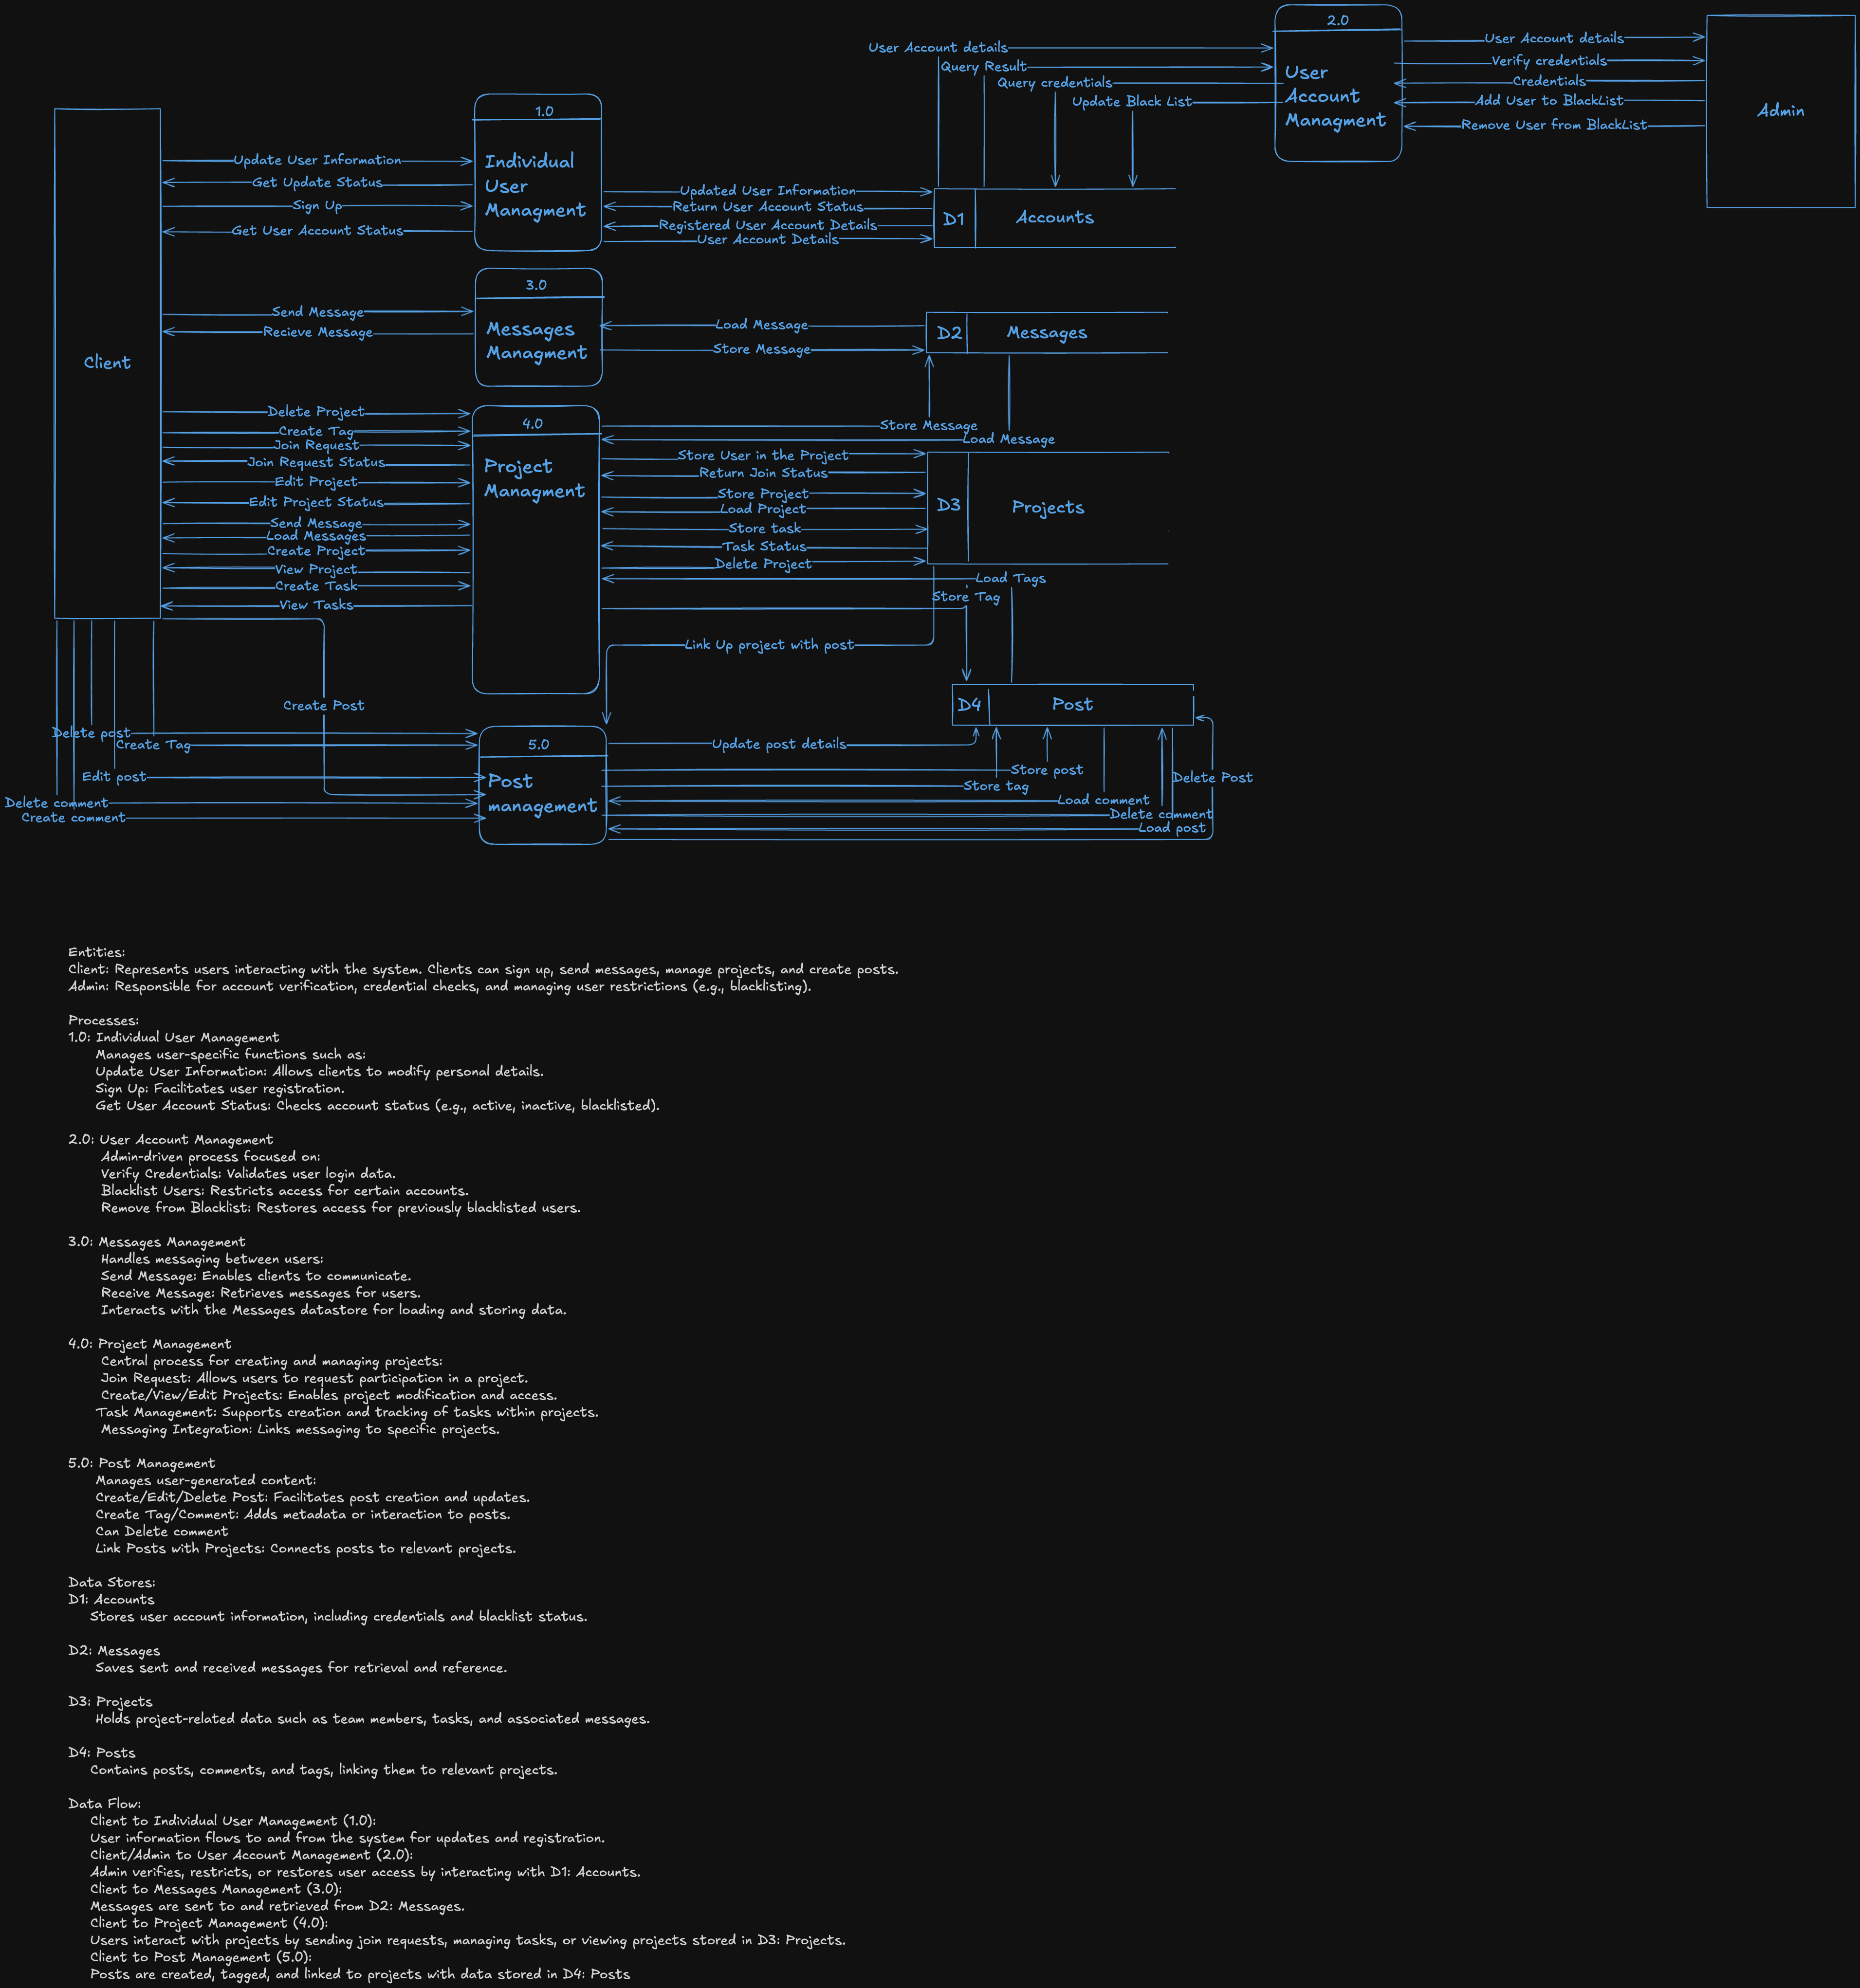 2.0
User Account details
User Account details
Verify credentials
Query Result
User
Query credentials
Credentials
Account
Update Black List
Add User to BlackList
Managment
Remove User from BlackList
Admin
1.0
Update User Information
Individual
Get Update Status
User
Sign Up
Managment
Get User Account Status
Updated User Information
Return User Account Status
Registered User Account Details
User Account Details
D1
Accounts
3.0
Send Message
Recieve Message
Messages
Managment
Load Message
Store Message
D2
Messages
Client
Delete Project
Create Tag
Join Request
Join Request Status
Edit Project
Edit Project Status
Send Message
Load Messages
Create Project
View Project
Create Task
View Tasks
4.0
Project
Managment
Store Message
Load Message
Store User in the Project
Return Join Status
Store Project
Load Project
Store task
Task Status
Delete Project
D3
Projects
Load Tags
Store Tag
Link Up project with post
D4
Post
Create Post
Delete post
Create Tag
Edit post
Delete comment
Create comment
5.0
Post
management
Update post details
Store post
Store tag
Load comment
Delete comment
Load post
Delete Post
Entities:
Client: Represents users interacting with the system. Clients can sign up, send messages, manage projects, and create posts.
Admin: Responsible for account verification, credential checks, and managing user restrictions (e.g., blacklisting).
Processes:
1.0: Individual User Management
Manages user-specific functions such as:
Update User Information: Allows clients to modify personal details.
Sign Up: Facilitates user registration.
Get User Account Status: Checks account status (e.g., active, inactive, blacklisted).
2.0: User Account Management
Admin-driven process focused on:
Verify Credentials: Validates user login data.
Blacklist Users: Restricts access for certain accounts.
Remove from Blacklist: Restores access for previously blacklisted users.
3.0: Messages Management
Handles messaging between users:
Send Message: Enables clients to communicate.
Receive Message: Retrieves messages for users.
Interacts with the Messages datastore for loading and storing data.
4.0: Project Management
Central process for creating and managing projects:
Join Request: Allows users to request participation in a project.
Create/View/Edit Projects: Enables project modification and access.
Task Management: Supports creation and tracking of tasks within projects.
Messaging Integration: Links messaging to specific projects.
5.0: Post Management
Manages user-generated content:
Create/Edit/Delete Post: Facilitates post creation and updates.
Create Tag/Comment: Adds metadata or interaction to posts.
Can Delete comment
Link Posts with Projects: Connects posts to relevant projects.
Data Stores:
D1: Accounts
Stores user account information, including credentials and blacklist status.
D2: Messages
Saves sent and received messages for retrieval and reference.
D3: Projects
Holds project-related data such as team members, tasks, and associated messages.
D4: Posts
Contains posts, comments, and tags, linking them to relevant projects.
Data Flow:
Client to Individual User Management (1.0):
User information flows to and from the system for updates and registration.
Client/Admin to User Account Management (2.0):
Admin verifies, restricts, or restores user access by interacting with D1: Accounts.
Client to Messages Management (3.0):
Messages are sent to and retrieved from D2: Messages.
Client to Project Management (4.0):
Users interact with projects by sending join requests, managing tasks, or viewing projects stored in D3: Projects.
Client to Post Management (5.0):
Posts are created, tagged, and linked to projects with data stored in D4: Posts